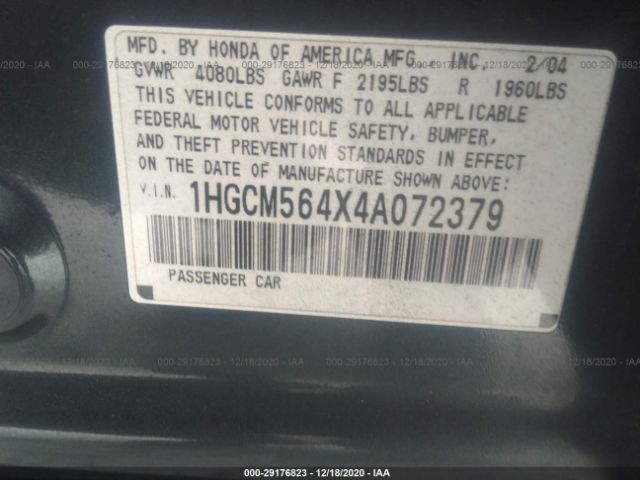 MFD. BY HONDA OF AMERICA MFG., INC. 2/04
GVWR 4080LBS GAWR F 2195LBS R 1960LBS
THIS VEHICLE CONFORMS TO ALL APPLICABLE
FEDERAL MOTOR VEHICLE SAFETY, BUMPER,
AND THEFT PREVENTION STANDARDS IN EFFECT
ON THE DATE OF MANUFACTURE SHOWN ABOVE:
V.I.N. 1HGCM564X4A072379
PASSENGER CAR
000-29176823 - 12/18/2020 - IAA